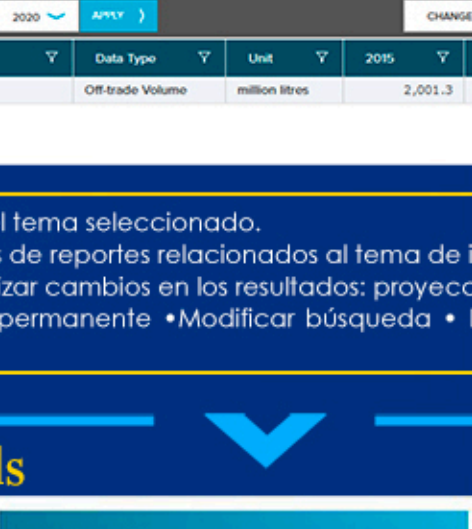 2020 APPLY CHANGE
Data Type Unit 2015
Off-trade Volume million litres 2,001.3
l tema seleccionado.
s de reportes relacionados al tema de i
izar cambios en los resultados: proyecc
permanente •Modificar búsqueda •
ls